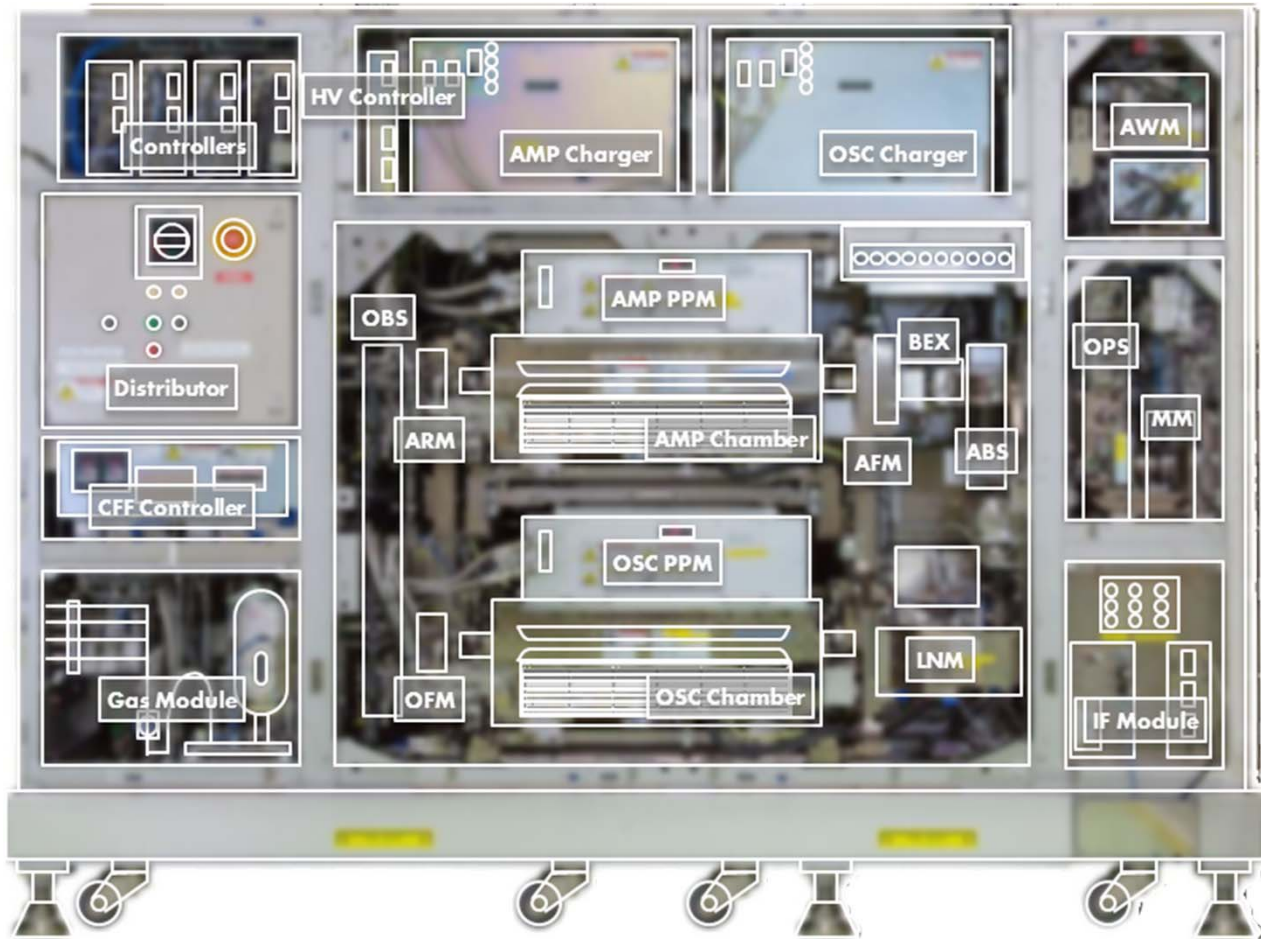 HV Controller
Controllers
AMP Charger
OSC Charger
AWM
AMP PPM
OBS
BEX
OPS
Distributor
ARM
AMP Chamber
AFM
ABS
MM
CFF Controller
OSC PPM
Gas Module
OFM
OSC Chamber
LNM
IF Module